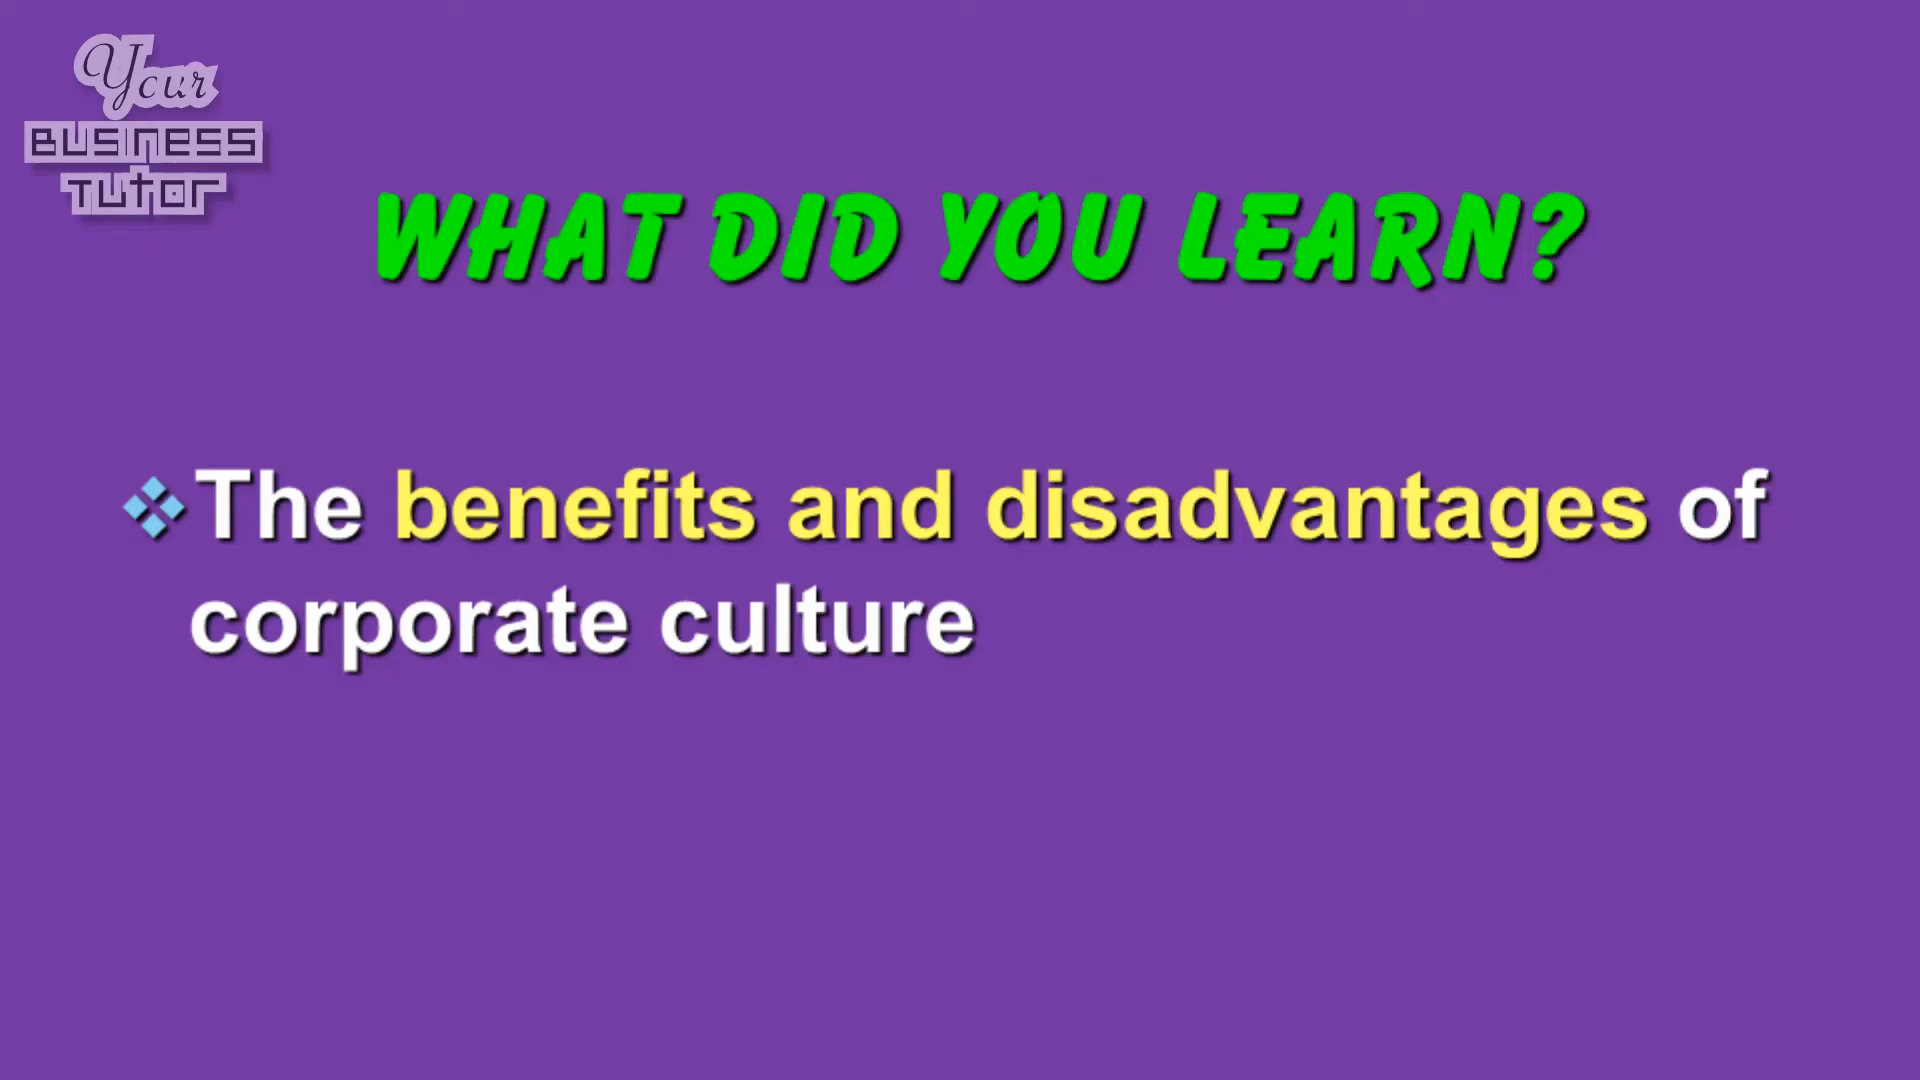 Your
BUSINESS
TUTOR
WHAT DID YOU LEARN?
The benefits and disadvantages of
corporate culture